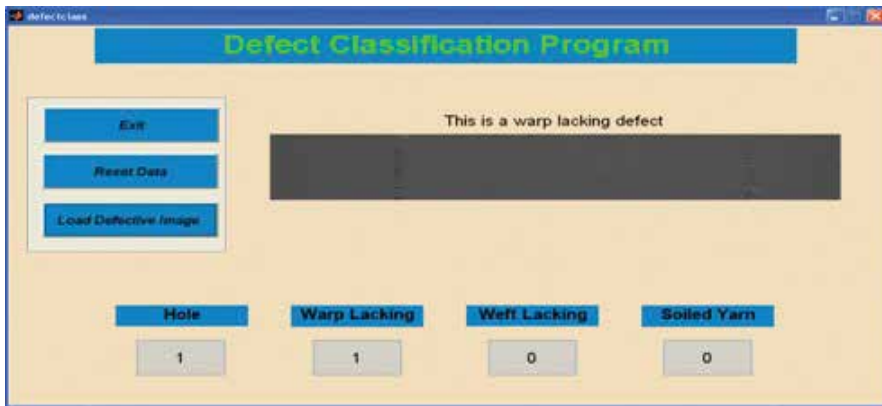 defectclass
Defect Classification Program
Exit
Reset Data
Load Defective Image
This is a warp lacking defect
Hole Warp Lacking Weft Lacking Soiled Yarn
1 1 0 0